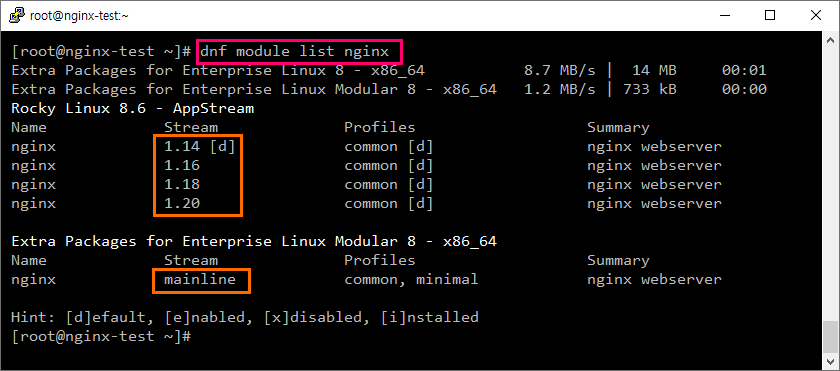 root@nginx-test:~
[root@nginx-test ~]# dnf module list nginx
Extra Packages for Enterprise Linux 8 - x86_64          8.7 MB/s |  14 MB     00:01
Extra Packages for Enterprise Linux Modular 8 - x86_64   1.2 MB/s | 733 kB     00:00
Rocky Linux 8.6 - AppStream
Name            Stream              Profiles                   Summary
nginx           1.14 [d]            common [d]                 nginx webserver
nginx           1.16                common [d]                 nginx webserver
nginx           1.18                common [d]                 nginx webserver
nginx           1.20                common [d]                 nginx webserver
Extra Packages for Enterprise Linux Modular 8 - x86_64
Name            Stream              Profiles                   Summary
nginx           mainline            common, minimal            nginx webserver
Hint: [d]efault, [e]nabled, [x]disabled, [i]nstalled
[root@nginx-test ~]#